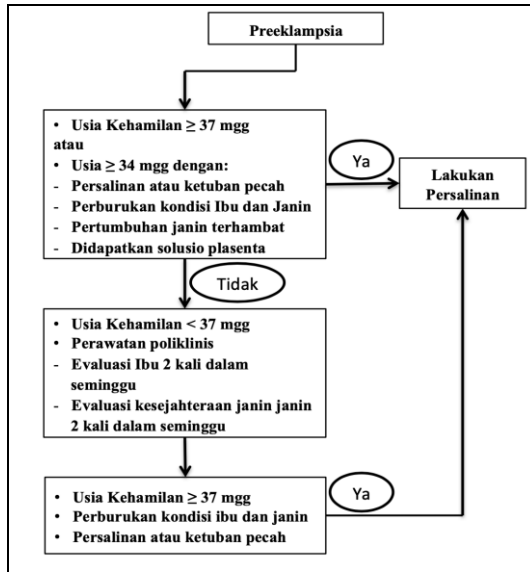 Preeklampsia
• Usia Kehamilan ≥ 37 mgg
atau
• Usia ≥ 34 mgg dengan:
- Persalinan atau ketuban pecah
- Perburukan kondisi Ibu dan Janin
- Pertumbuhan janin terhambat
- Didapatkan solusio plasenta
Ya
Lakukan
Persalinan
Tidak
• Usia Kehamilan < 37 mgg
• Perawatan poliklinis
- Evaluasi Ibu 2 kali dalam
seminggu
- Evaluasi kesejahteraan janin janin
2 kali dalam seminggu
• Usia Kehamilan ≥ 37 mgg
• Perburukan kondisi ibu dan janin
• Persalinan atau ketuban pecah
Ya